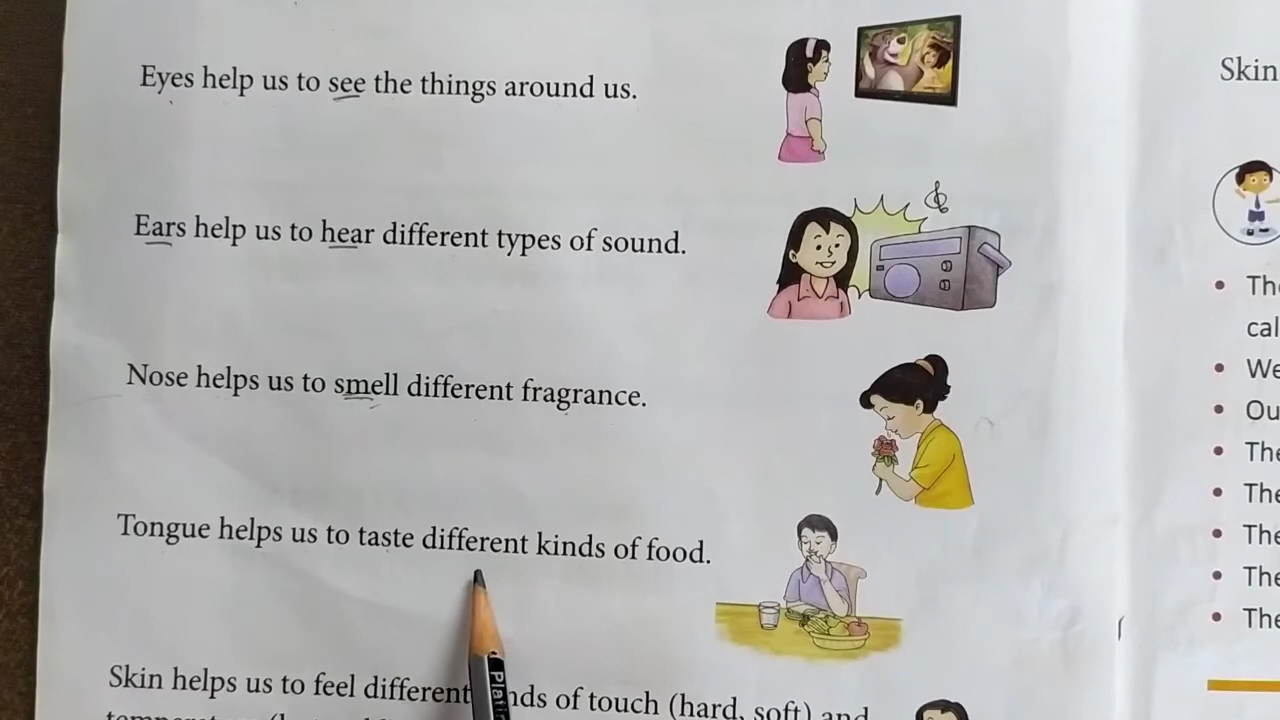 Eyes help us to see the things around us.
Ears help us to hear different types of sound.
Nose helps us to smell different fragrance.
Tongue helps us to taste different kinds of food.
Skin helps us to feel different nds of touch (hard, soft) and
Skin
Th
cal
We
Ou
The
The
The
The
The
Plati